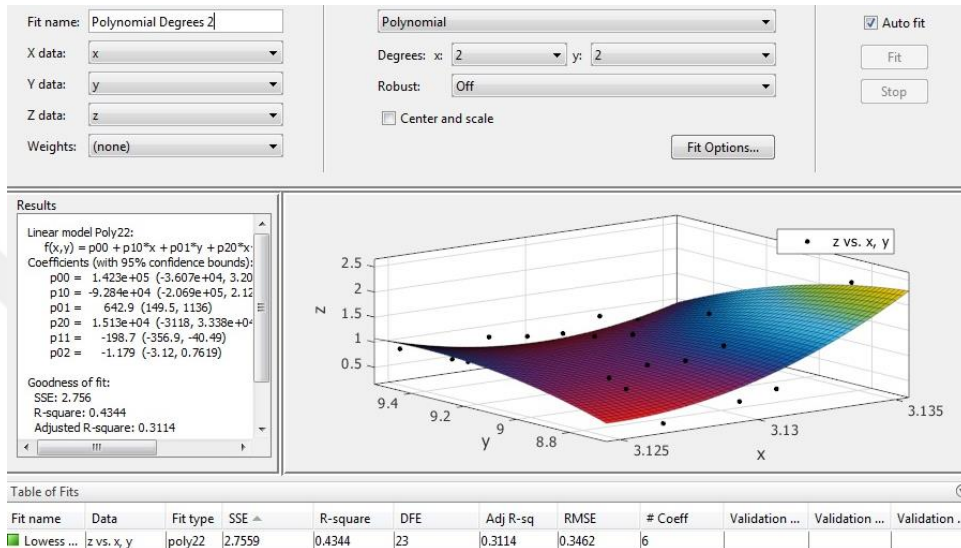 Fit name: Polynomial Degrees 2
X data: x
Y data: y
Z data: z
Weights: (none)
Polynomial
Degrees: x: 2 y: 2
Robust: Off
Center and scale
Fit Options...
Auto fit
Fit
Stop
Results
Linear model Poly22:
f(x,y) = p00 + p10*x + p01*y + p20*x
Coefficients (with 95% confidence bounds):
p00 = 1.423e+05 (-3.607e+04, 3.20
p10 = -9.284e+04 (-2.069e+05, 2.12
p01 = 642.9 (149.5, 1136)
p20 = 1.513e+04 (-3118, 3.338e+04
p11 = -198.7 (-356.9, -40.49)
p02 = -1.179 (-3.12, 0.7619)
Goodness of fit:
SSE: 2.756
R-square: 0.4344
Adjusted R-square: 0.3114
z vs. x, y
2.5
2
1.5
1
0.5
z
9.4
9.2
9
8.8
y
3.125
3.13
3.135
x
Table of Fits
Fit name Data Fit type SSE R-square DFE Adj R-sq RMSE # Coeff Validation ... Validation ... Validation ..
Lowess ... z vs. x, y poly22 2.7559 0.4344 23 0.3114 0.3462 6